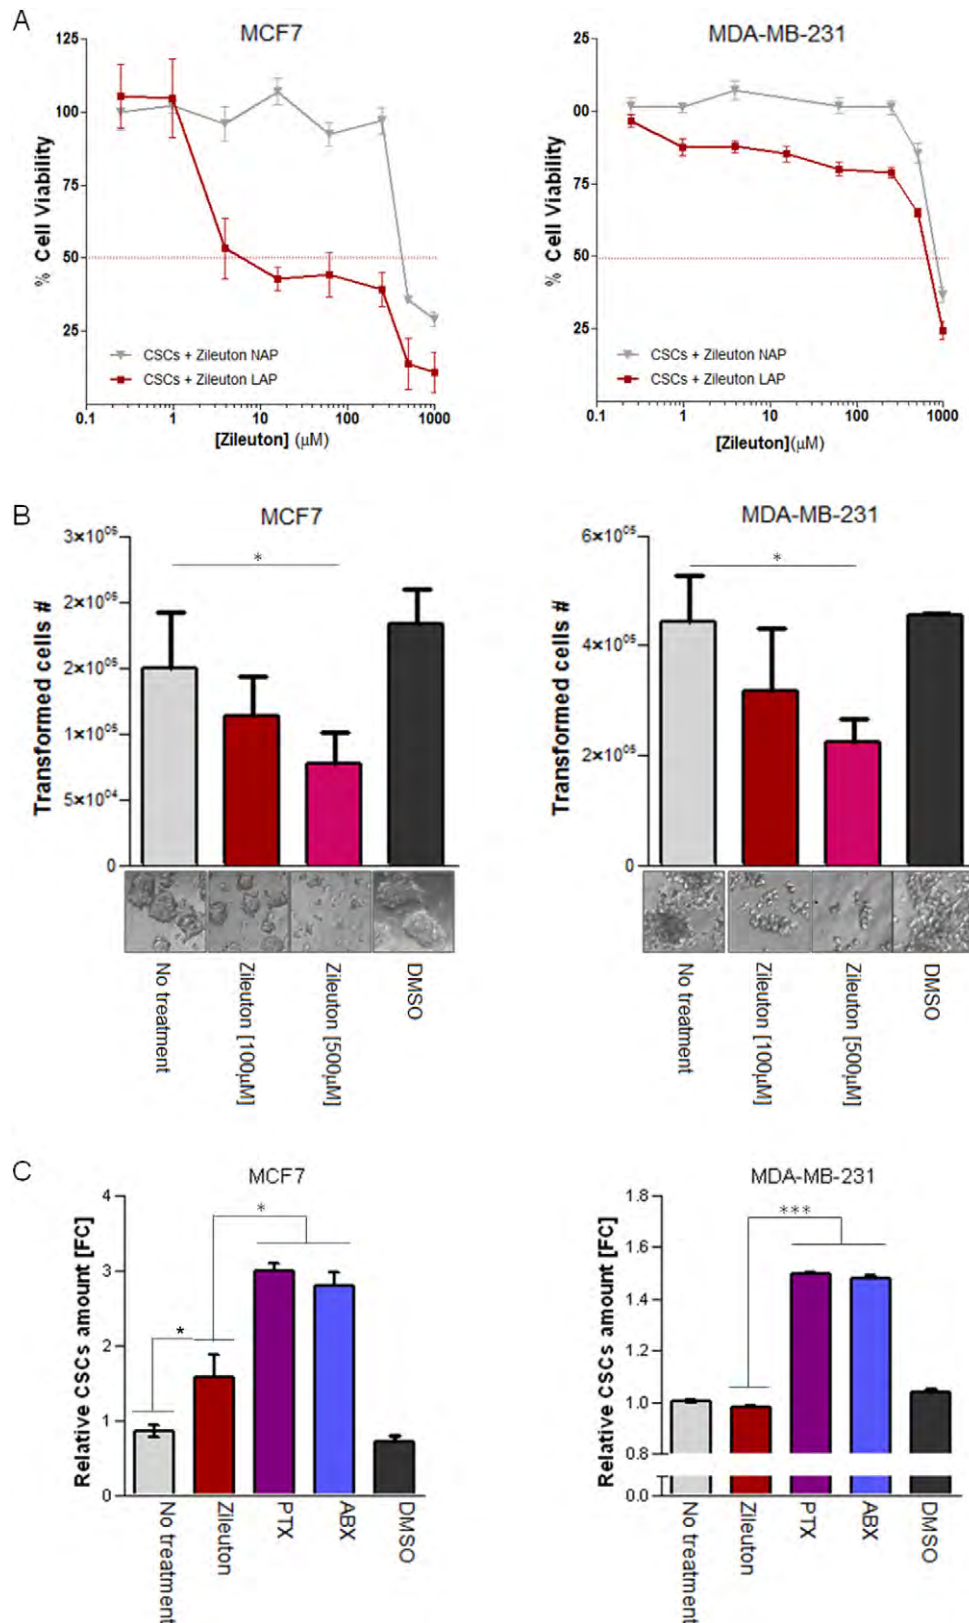 A
MCF7
MDA-MB-231
125
100
75
50
25
% Cell Viability
CSCs + Zileuton NAP
CSCs + Zileuton LAP
0.1
1
10
100
1000
[Zileuton] (μM)
25
00
75
50
25
% Cell Viability
CSCs + Zileuton NAP
CSCs + Zileuton LAP
0.1
1
10
100
1000
[Zileuton](μM)
B
MCF7
MDA-MB-231
3×10⁰⁵
2×10⁰⁵
2×10⁰⁵
1×10⁰⁵
5×10⁰⁴
0
Transformed cells #
*
No treatment
Zileuton [100μM]
Zileuton [500μM]
DMSO
6×10⁰⁵
4×10⁰⁵
2×10⁰⁵
0
Transformed cells #
*
No treatment
Zileuton [100μM]
Zileuton [500μM]
DMSO
C
MCF7
MDA-MB-231
4
3
2
1
0
Relative CSCs amount [FC]
*
*
No treatment
Zileuton
PTX
ABX
DMSO
1.8
1.6
1.4
1.2
1.0
0.8
0.0
Relative CSCs amount [FC]
***
No treatment
Zileuton
PTX
ABX
DMSO